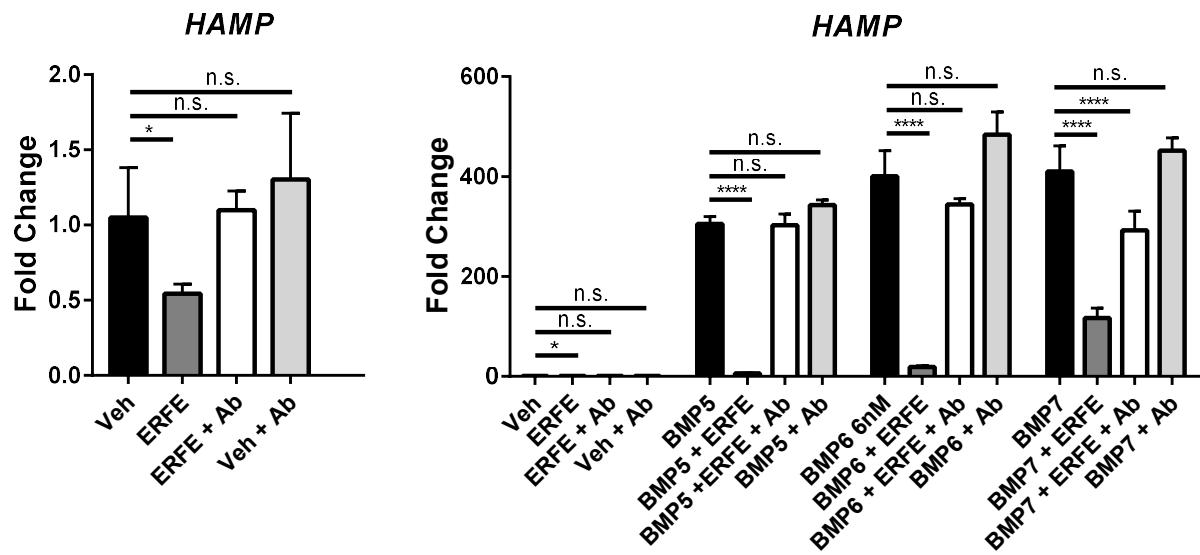 HAMP
Fold Change
2.0
1.5
1.0
0.5
0.0
n.s.
n.s.
*
Veh
ERFE
ERFE + Ab
Veh + Ab
HAMP
Fold Change
600
400
200
0
n.s.
n.s.
*
n.s.
n.s.
****
n.s.
n.s.
****
n.s.
****
****
Veh
ERFE
ERFE + Ab
Veh + Ab
BMP5
BMP5 + ERFE
BMP5 +ERFE + Ab
BMP5 + Ab
BMP6 6nM
BMP6 + ERFE
BMP6 + ERFE + Ab
BMP6 + Ab
BMP7
BMP7 + ERFE
BMP7 + ERFE + Ab
BMP7 + Ab